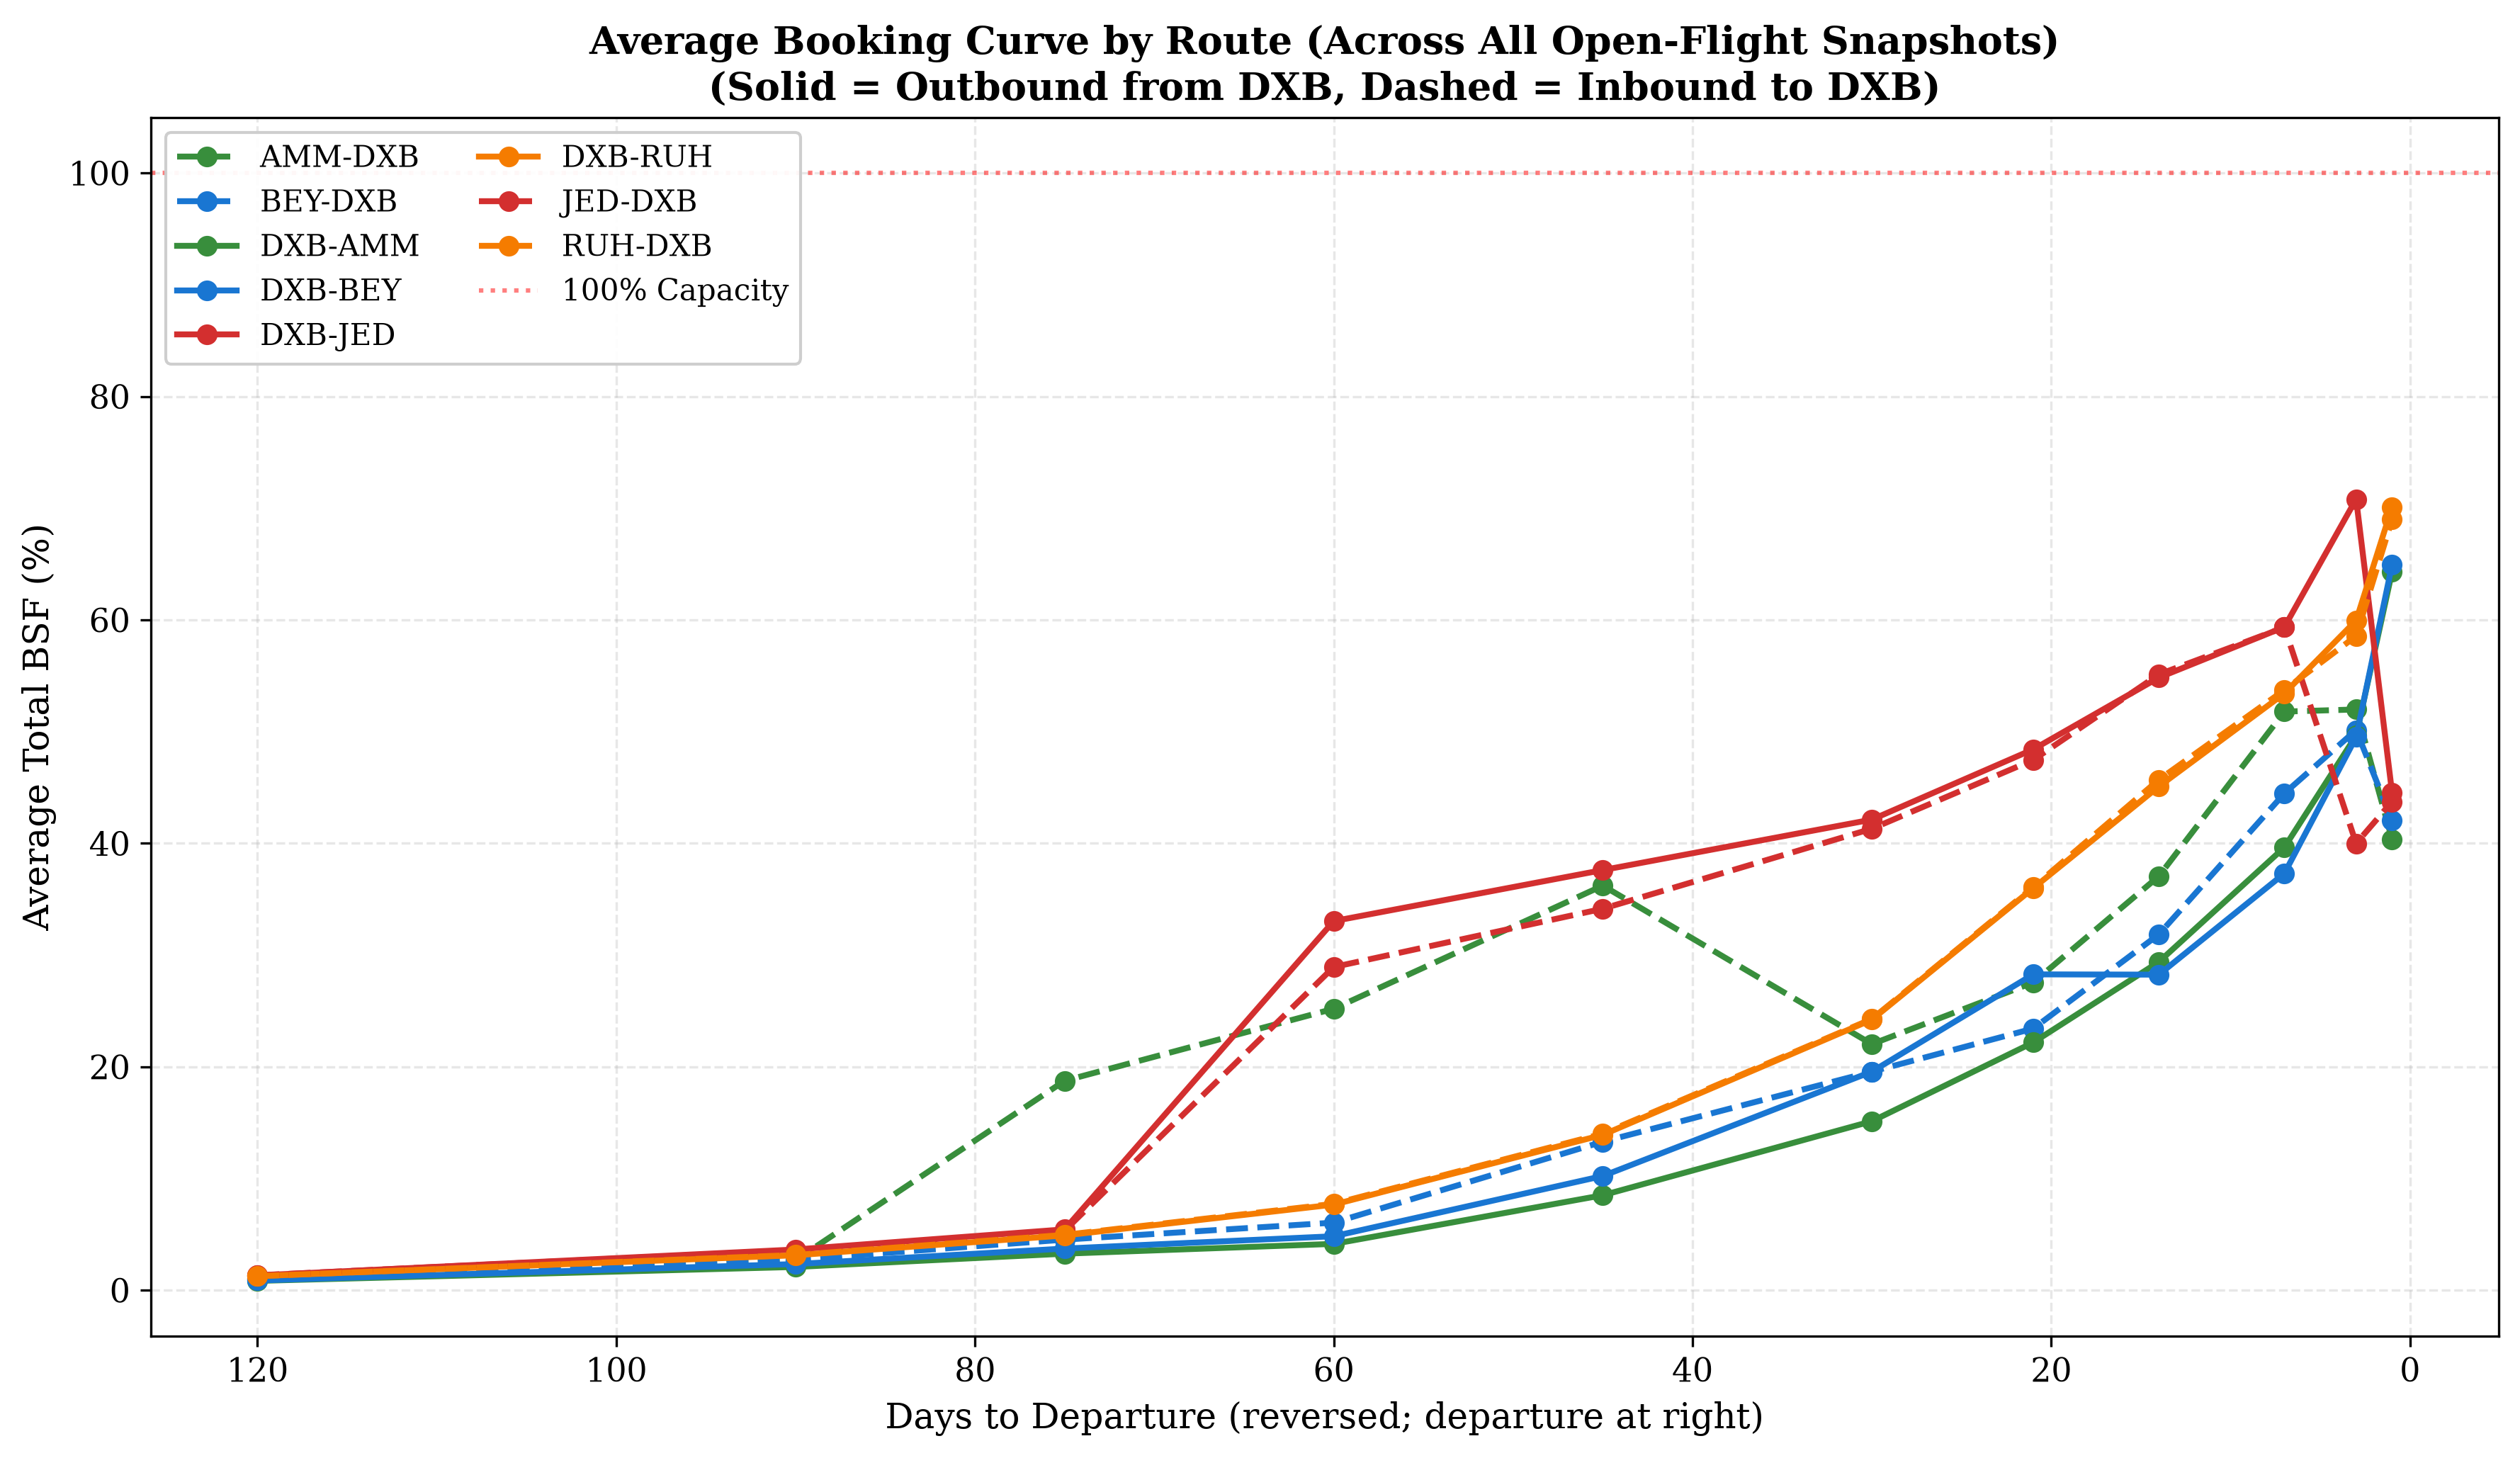 Average Booking Curve by Route (Across All Open-Flight Snapshots)
(Solid = Outbound from DXB, Dashed = Inbound to DXB)
AMM-DXB
BEY-DXB
DXB-AMM
DXB-BEY
DXB-JED
DXB-RUH
JED-DXB
RUH-DXB
100% Capacity
Average Total BSF (%)
100
80
60
40
20
0
120
100
80
60
40
20
0
Days to Departure (reversed; departure at right)